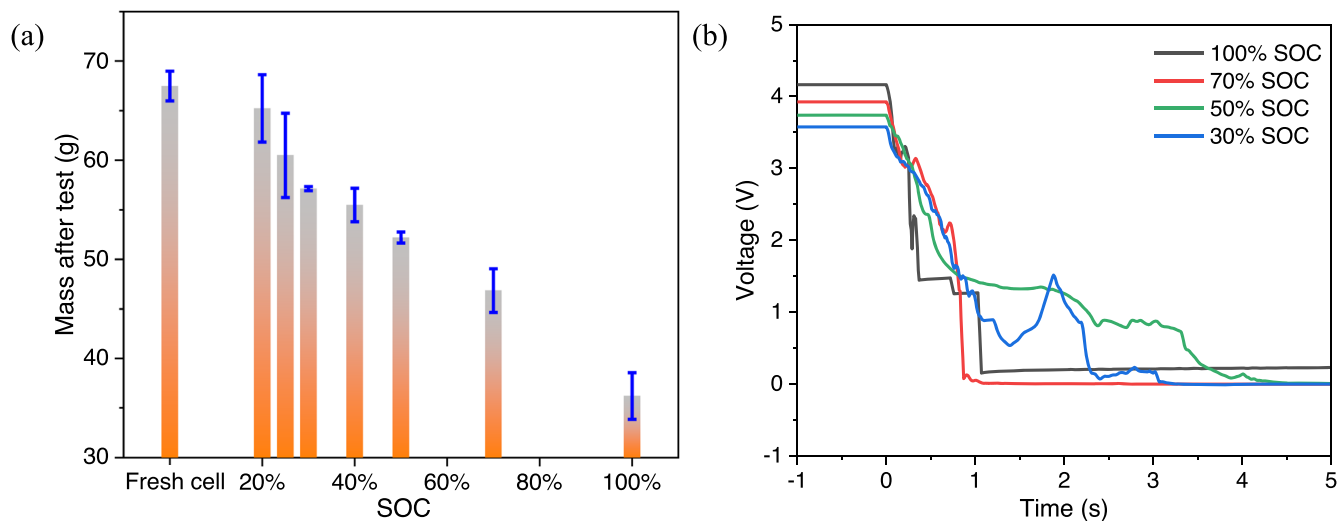 (a)
Mass after test (g)
70
60
50
40
30
Fresh cell 20% 40% 60% 80% 100%
SOC
(b)
Voltage (V)
5
4
3
2
1
0
-1
-1 0 1 2 3 4 5
Time (s)
100% SOC
70% SOC
50% SOC
30% SOC